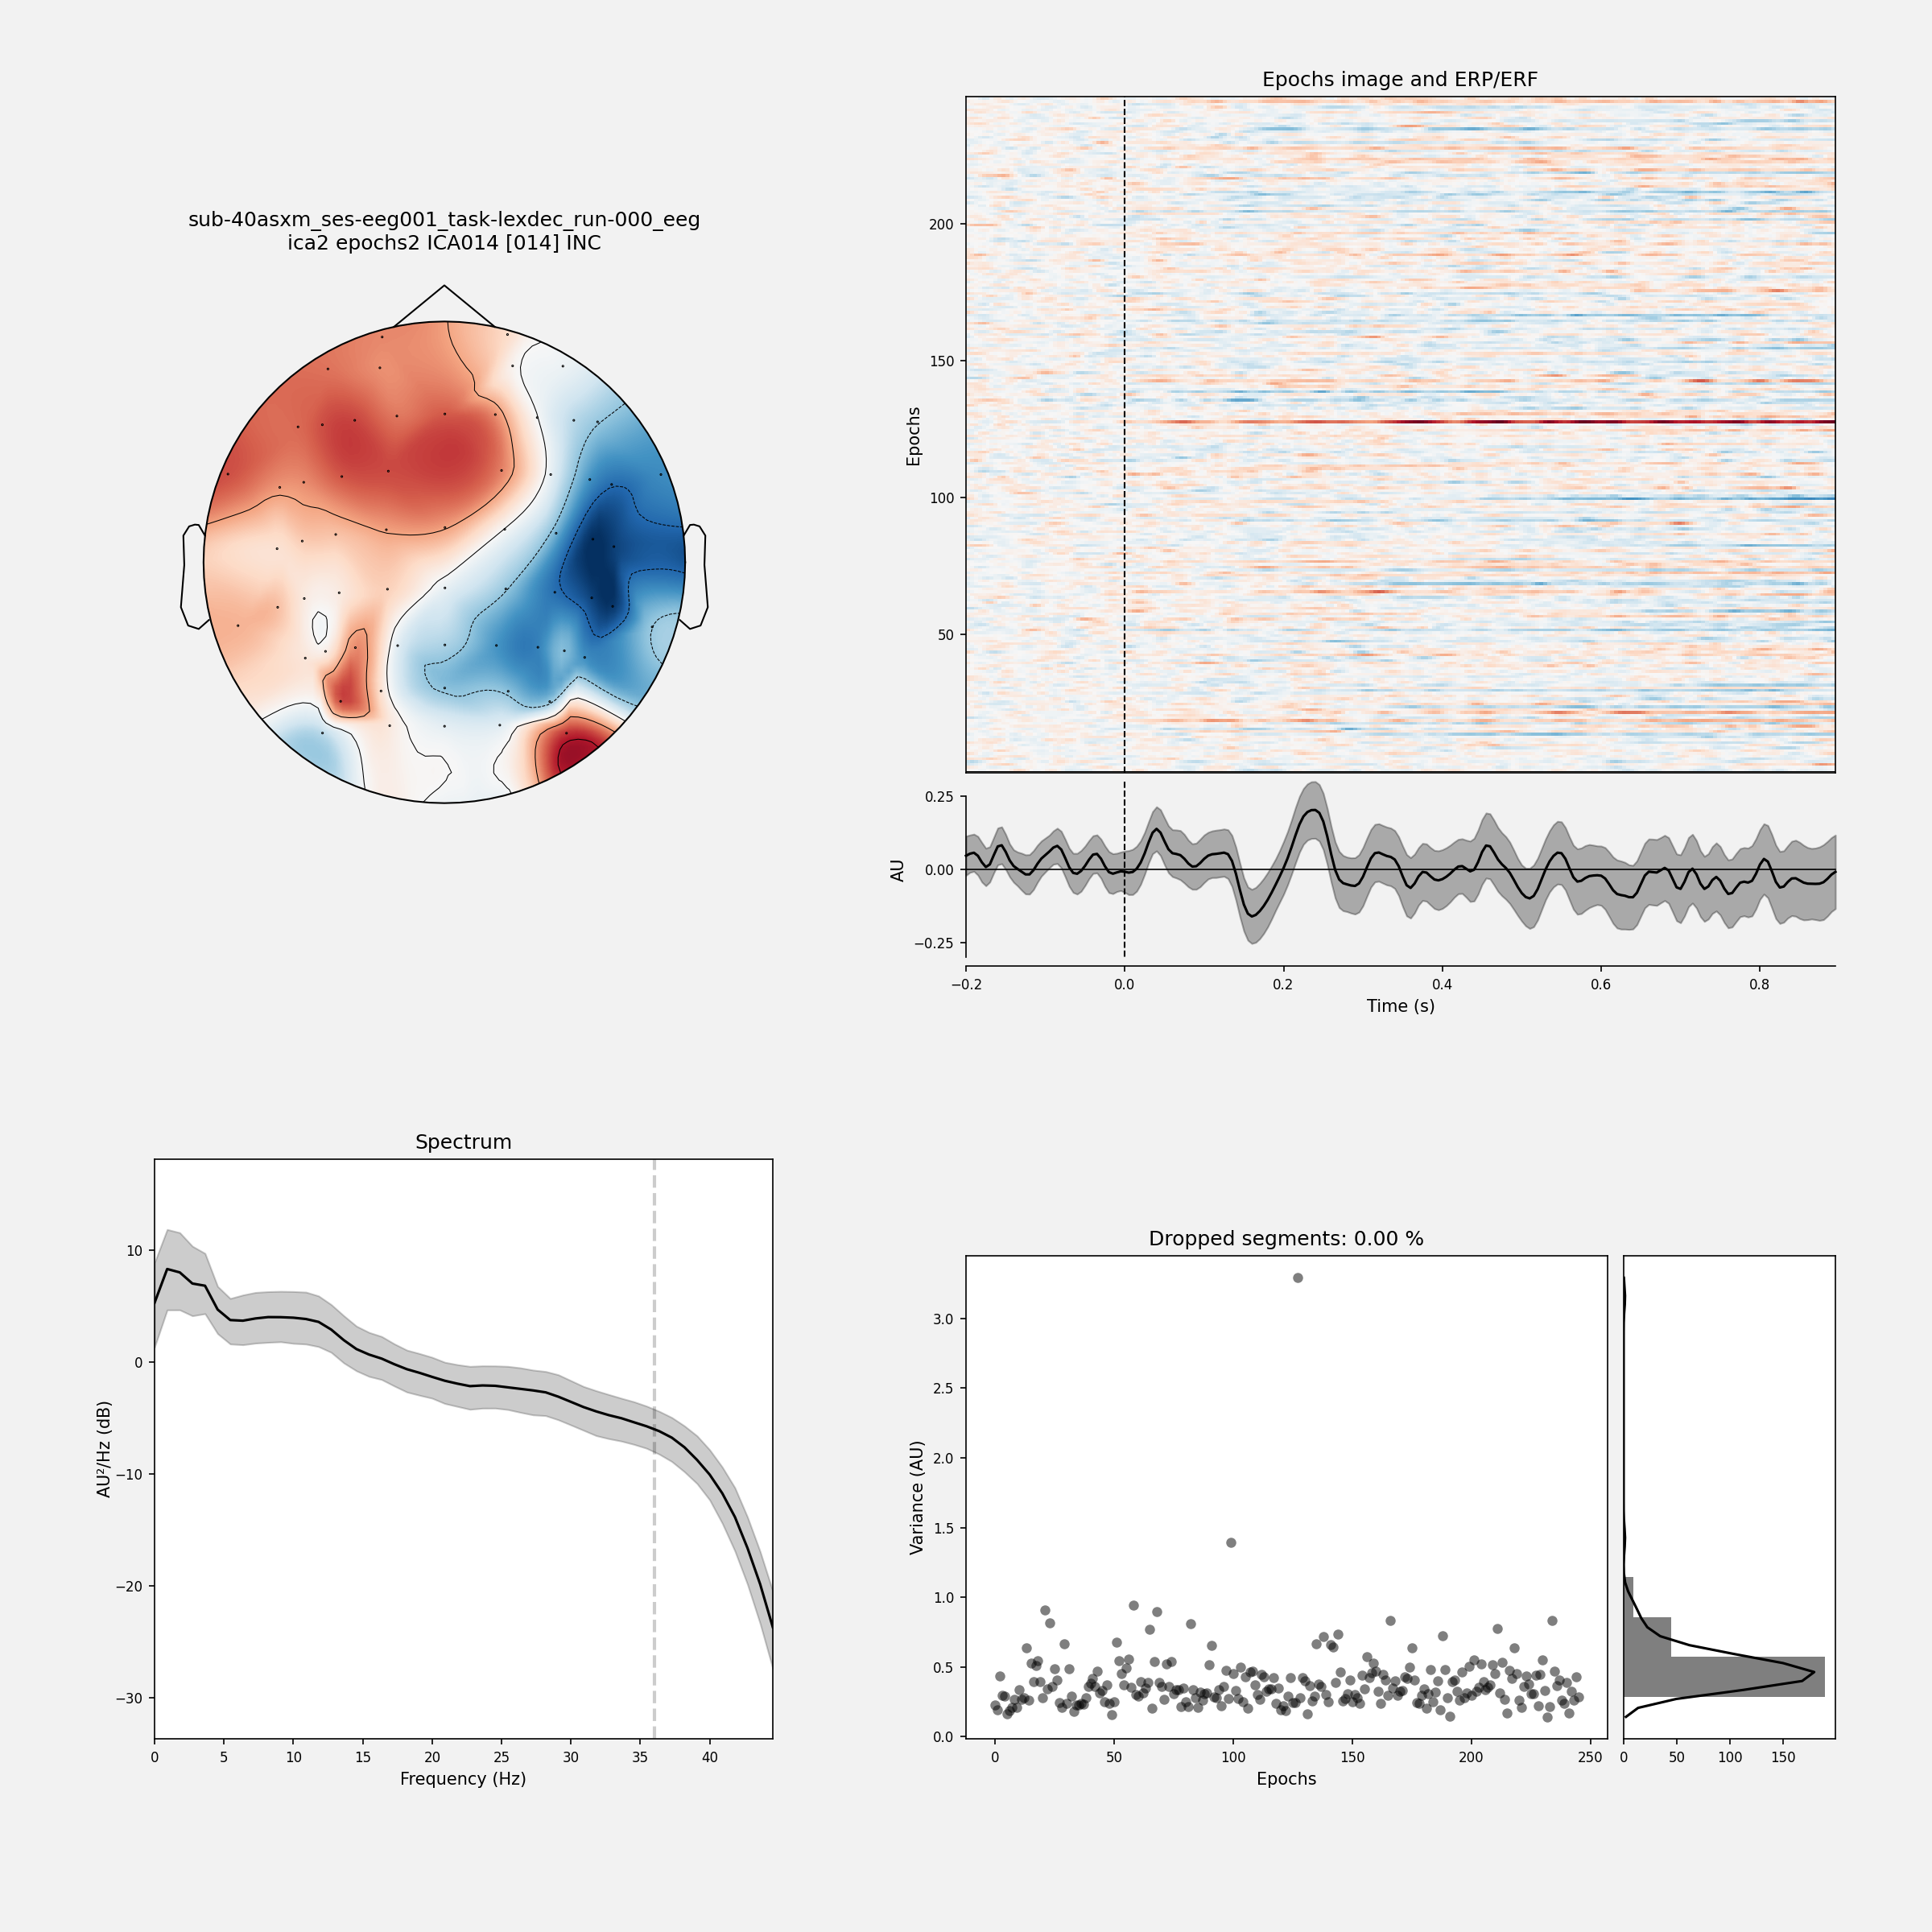 sub-40asxm_ses-eeg001_task-lexdec_run-000_eeg
ica2 epochs2 ICA014 [014] INC
Epochs image and ERP/ERF
Epochs
200
150
100
50
AU
0.25
0.00
−0.25
−0.2 0.0 0.2 0.4 0.6 0.8
Time (s)
Spectrum
AU²/Hz (dB)
10
0
−10
−20
−30
0 5 10 15 20 25 30 35 40
Frequency (Hz)
Dropped segments: 0.00 %
Variance (AU)
3.0
2.5
2.0
1.5
1.0
0.5
0.0
0 50 100 150 200 250
Epochs
0 50 100 150